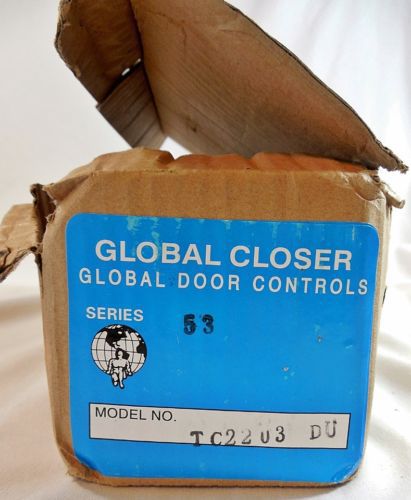 GLOBAL CLOSER
GLOBAL DOOR CONTROLS
SERIES 53
MODEL NO. TC2203 DU